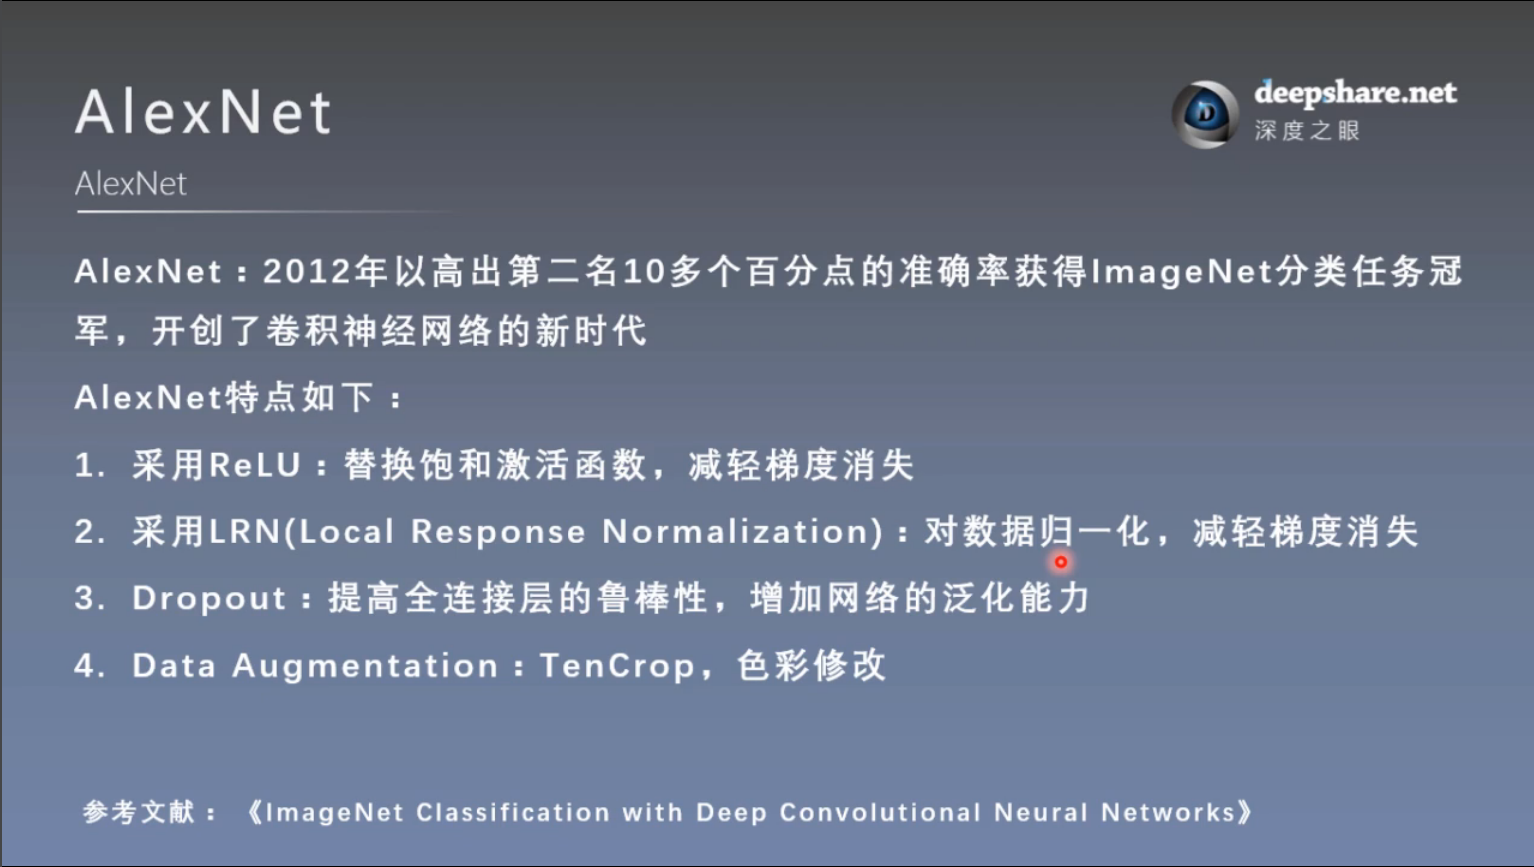 AlexNet
deepshare.net
深度之眼
AlexNet
AlexNet：2012年以高出第二名10多个百分点的准确率获得ImageNet分类任务冠
军，开创了卷积神经网络的新时代
AlexNet特点如下：
1. 采用ReLU：替换饱和激活函数，减轻梯度消失
2. 采用LRN(Local Response Normalization)：对数据归一化，减轻梯度消失
3. Dropout：提高全连接层的鲁棒性，增加网络的泛化能力
4. Data Augmentation：TenCrop，色彩修改
参考文献：《ImageNet Classification with Deep Convolutional Neural Networks》